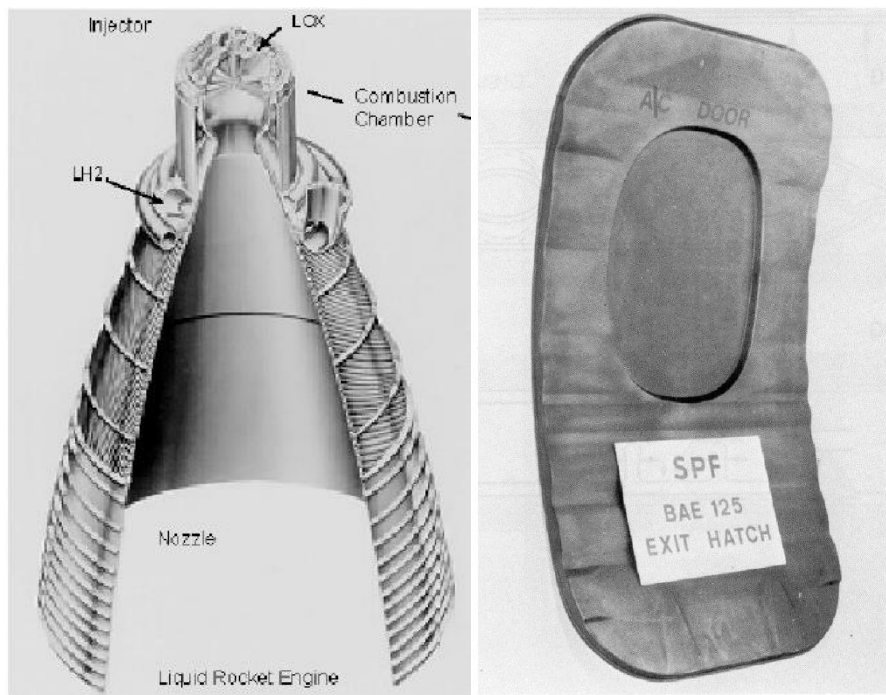 Injector
LOX
Combustion
Chamber
LH2
Nozzle
Liquid Rocket Engine
A/C DOOR
SPF
BAE 125
EXIT HATCH